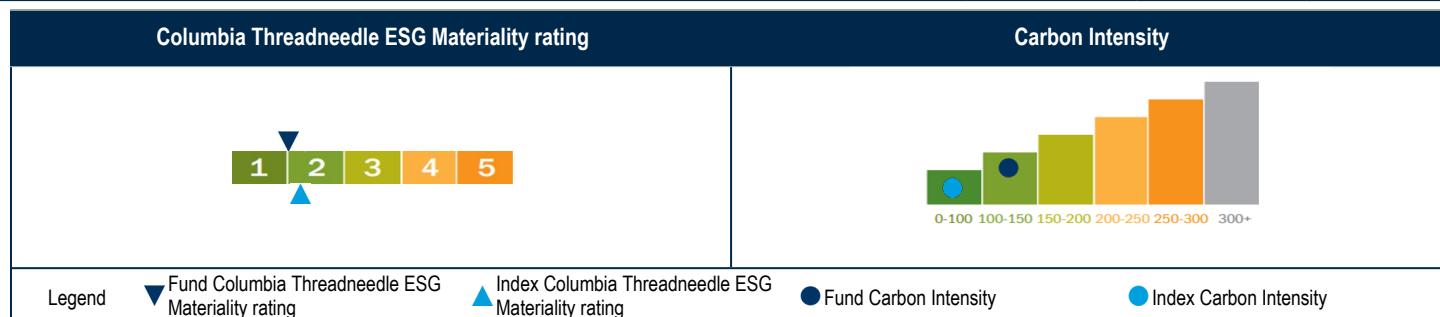 Columbia Threadneedle ESG Materiality rating
Carbon Intensity
1 2 3 4 5
0-100 100-150 150-200 200-250 250-300 300+
Legend
Fund Columbia Threadneedle ESG
Materiality rating
Index Columbia Threadneedle ESG
Materiality rating
Fund Carbon Intensity
Index Carbon Intensity